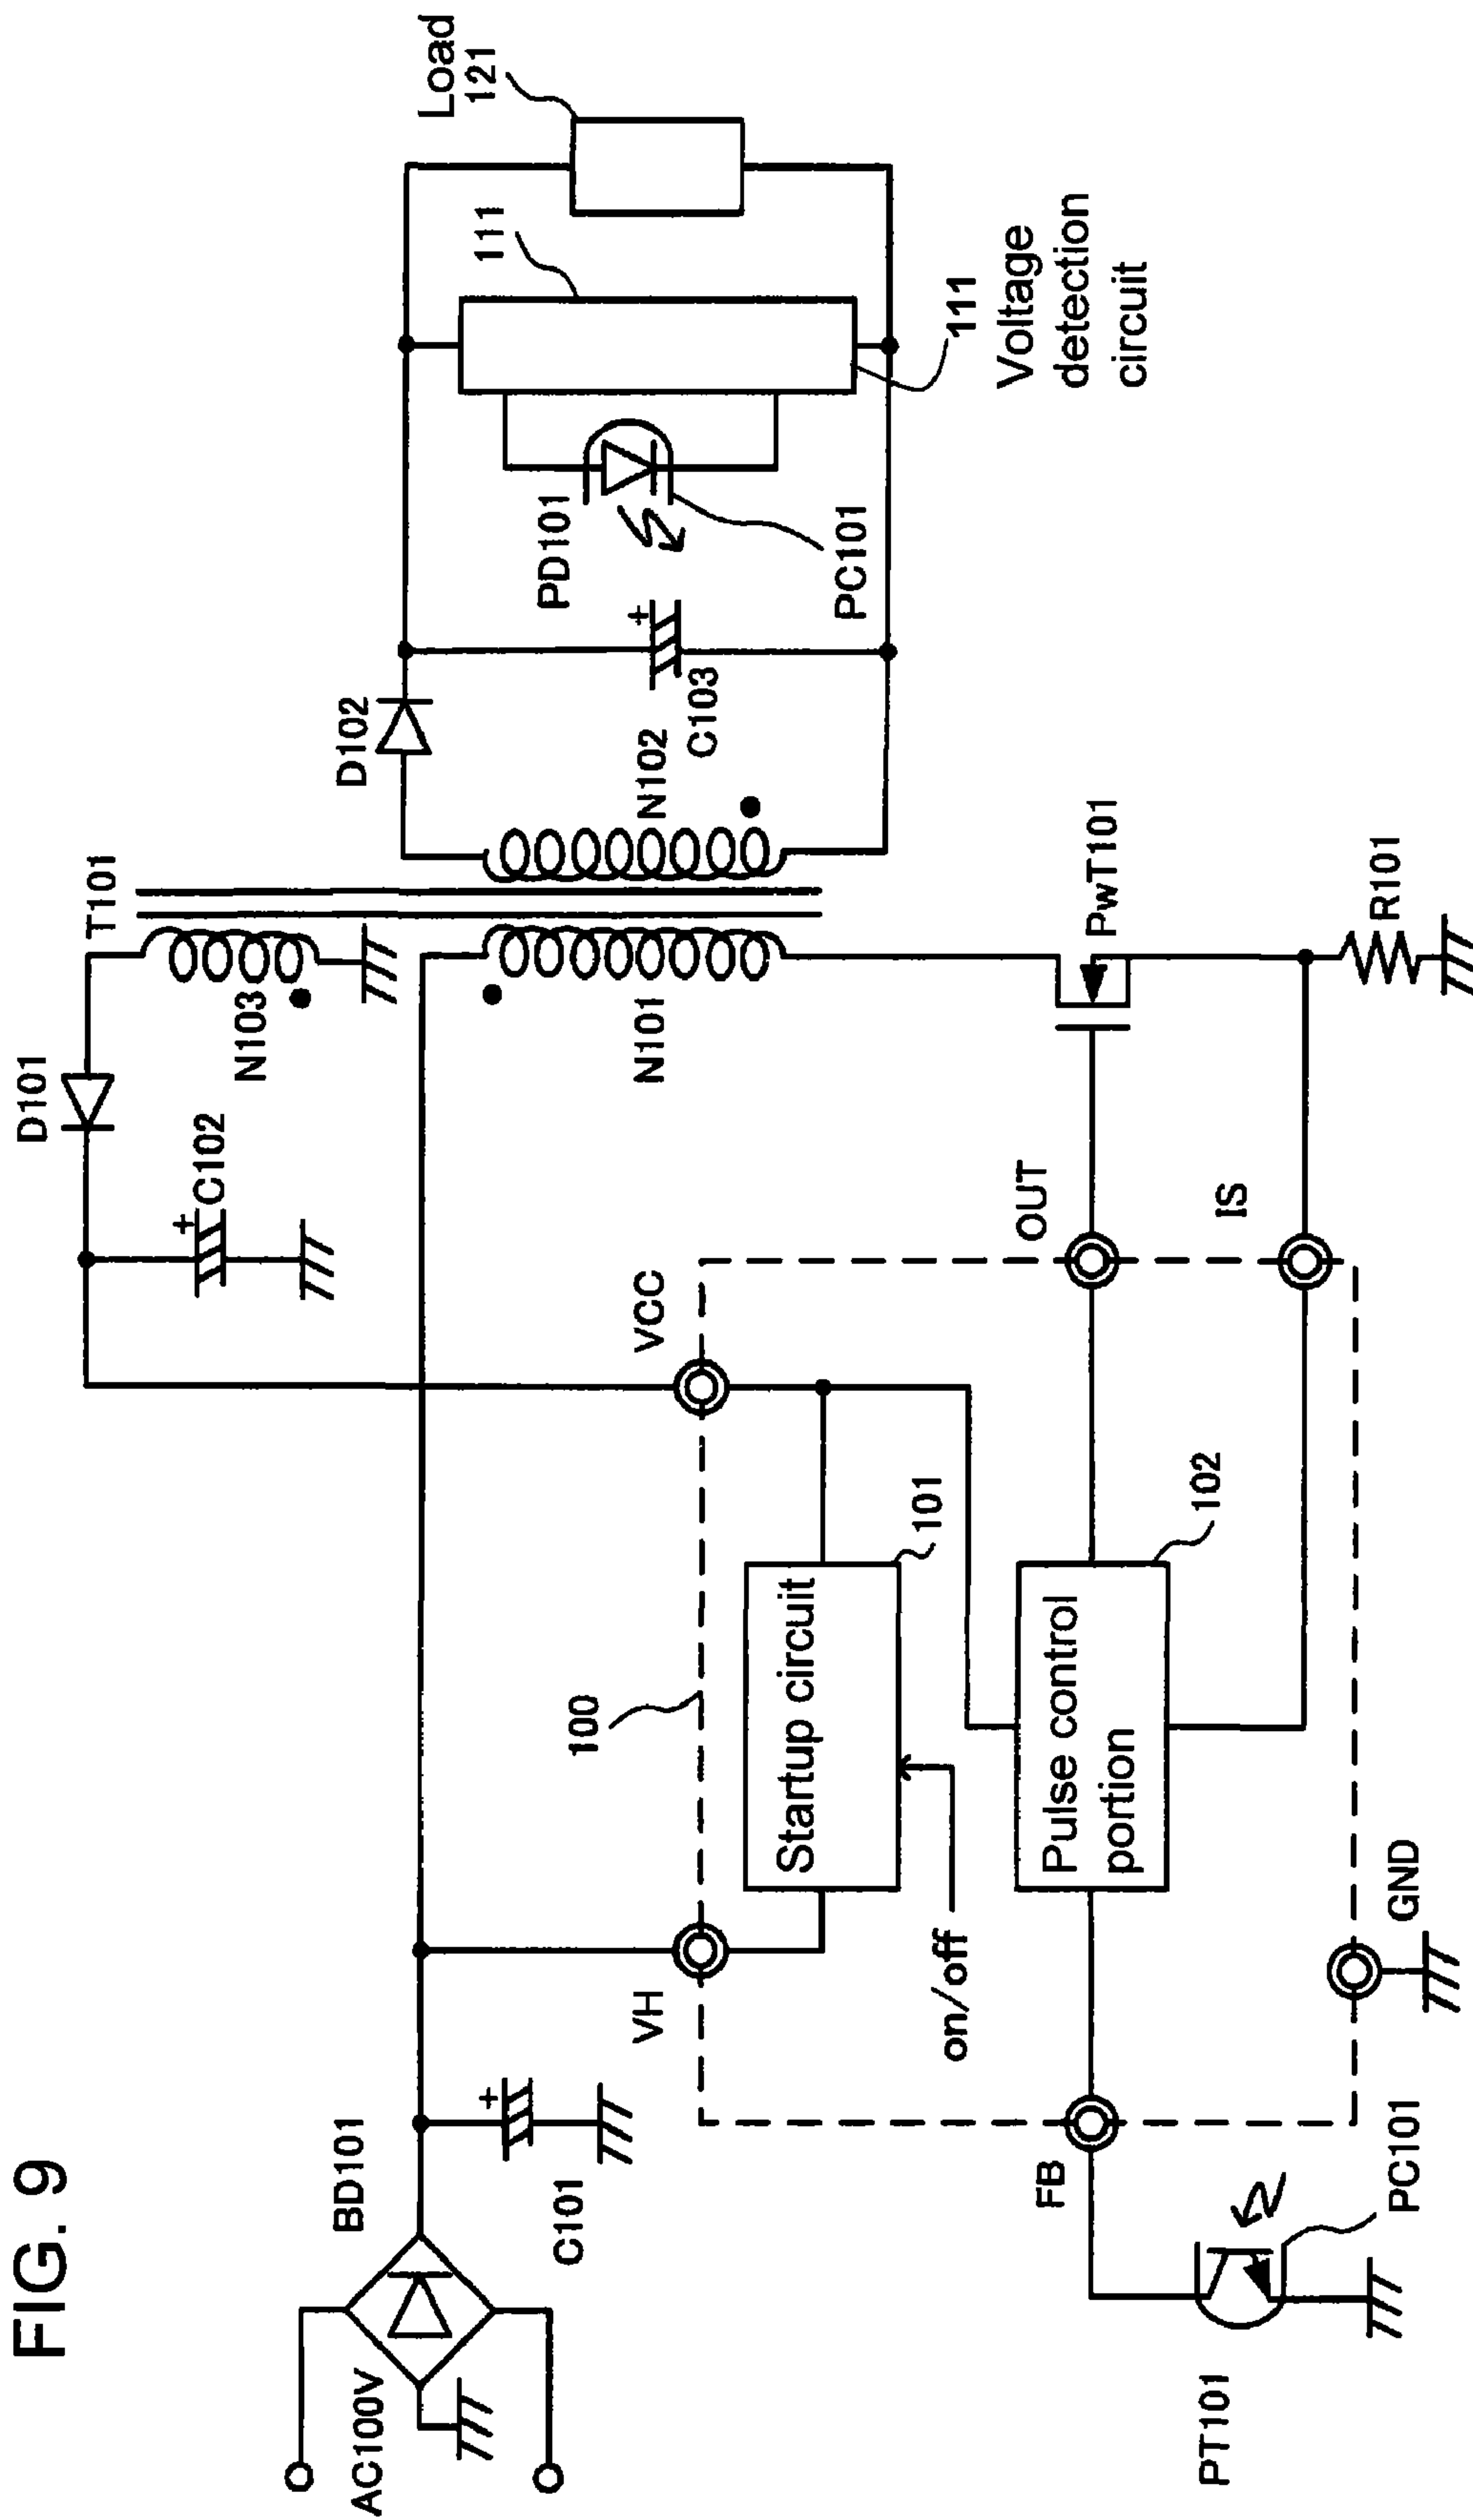 FIG. 9
T101
D101
D102
Load
121
AC100V
BD101
C102
N103
111
C101
N101
N102
C103
PD101
PC101
111
Voltage
detection
circuit
VH
100
VCC
Startup circuit
101
on/off
FB
OUT
PwT101
Pulse control
portion
102
IS
R101
GND
PT101
PC101